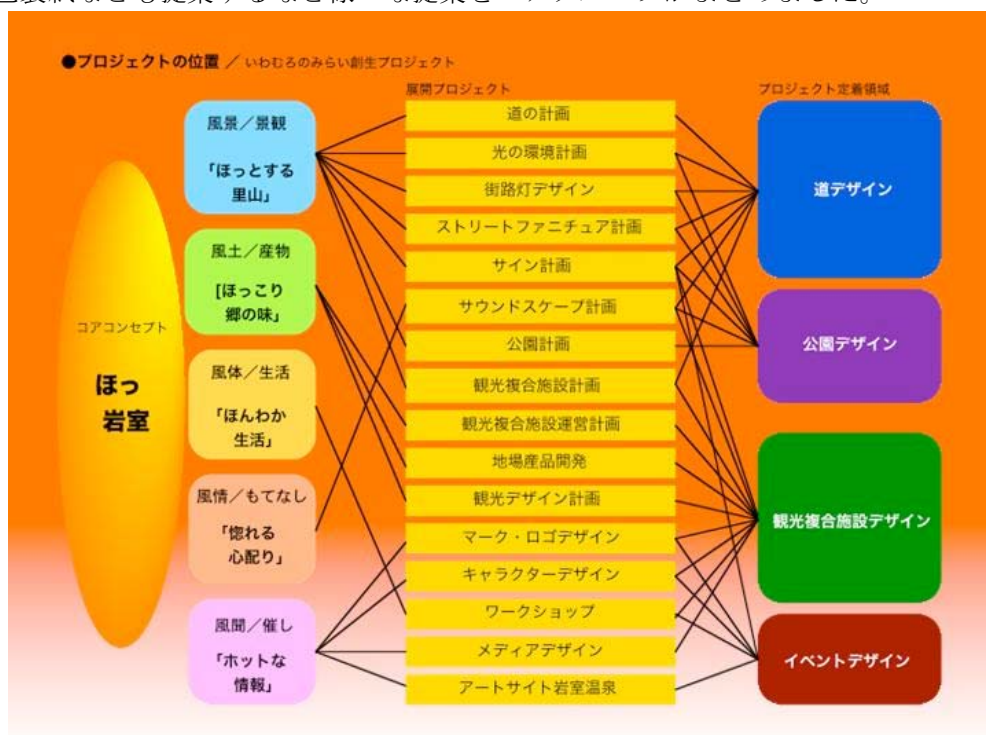 ●プロジェクトの位置 ／ いわむろのみらい創生プロジェクト
展開プロジェクト
プロジェクト定着領域
コアコンセプト
ほっ
岩室
風景／景観
「ほっとする
里山」
風土／産物
[ほっこり
郷の味」
風体／生活
「ほんわか
生活」
風情／もてなし
「惚れる
心配り」
風聞／催し
「ホットな
情報」
道の計画
光の環境計画
街路灯デザイン
ストリートファニチュア計画
サイン計画
サウンドスケープ計画
公園計画
観光複合施設計画
観光複合施設運営計画
地場産品開発
観光デザイン計画
マーク・ロゴデザイン
キャラクターデザイン
ワークショップ
メディアデザイン
アートサイト岩室温泉
道デザイン
公園デザイン
観光複合施設デザイン
イベントデザイン